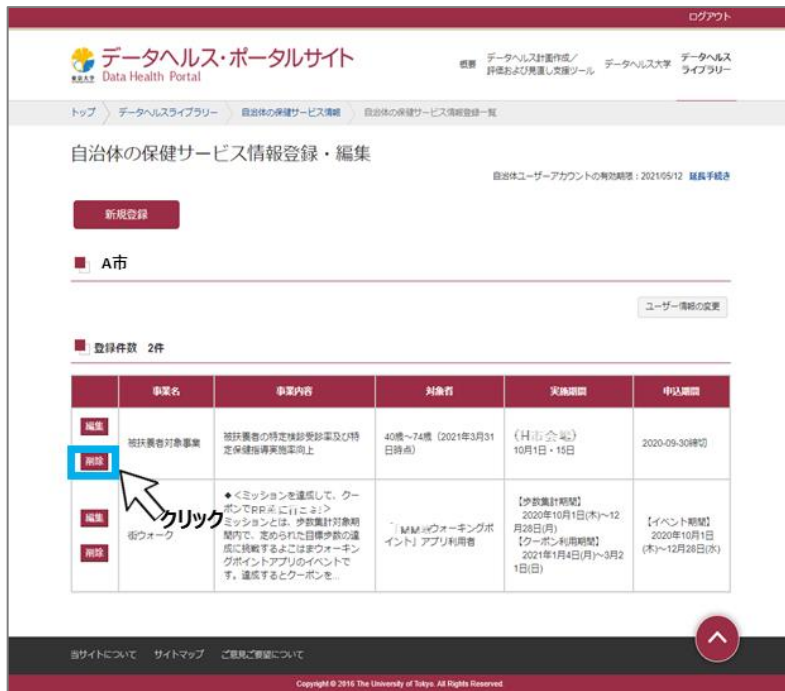 ログアウト
データヘルス・ポータルサイト
東京大学 Data Health Portal
概要
データヘルス計画作成/
評価および見直し支援ツール
データヘルス大学
データヘルス
ライブラリー
トップ 〉 データヘルスライブラリー 〉 自治体の保健サービス情報 〉 自治体の保健サービス情報登録一覧
自治体の保健サービス情報登録・編集
自治体ユーザーアカウントの有効期限:2021/05/12 延長手続き
新規登録
A市
ユーザー情報の変更
登録件数 2件
事業名 事業内容 対象者 実施期間 申込期間
編集
削除
被扶養者対象事業
被扶養者の特定検診受診率及び特
定保健指導実施率向上
40歳~74歳(2021年3月31
日時点)
10月1日・15日
2020-09-30締切
クリック
編集
削除
街ウォーク
◆<ミッションを達成して、クー
ポンで
ミッションとは、歩数集計対象期
間内で、定められた目標歩数の達
成に挑戦するよこはまウォーキン
グポイントアプリのイベントで
す。達成するとクーポンを...
ウォーキングポ
イント」アプリ利用者
【歩数集計期間】
2020年10月1日(木)~12
月28日(月)
【クーポン利用期間】
2021年1月4日(月)~3月2
1日(日)
【イベント期間】
2020年10月1日
(木)~12月28日(水)
当サイトについて サイトマップ ご意見ご要望について
Copyright © 2016 The University of Tokyo. All Rights Reserved.